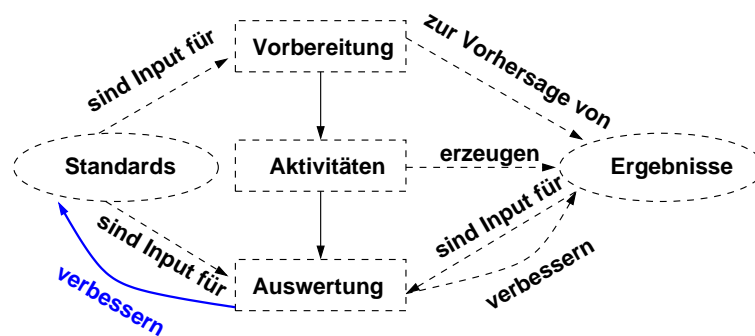 sind Input für
Vorbereitung
zur Vorhersage von
Standards
Aktivitäten
erzeugen
Ergebnisse
sind Input für
sind Input für
verbessern
Auswertung
verbessern